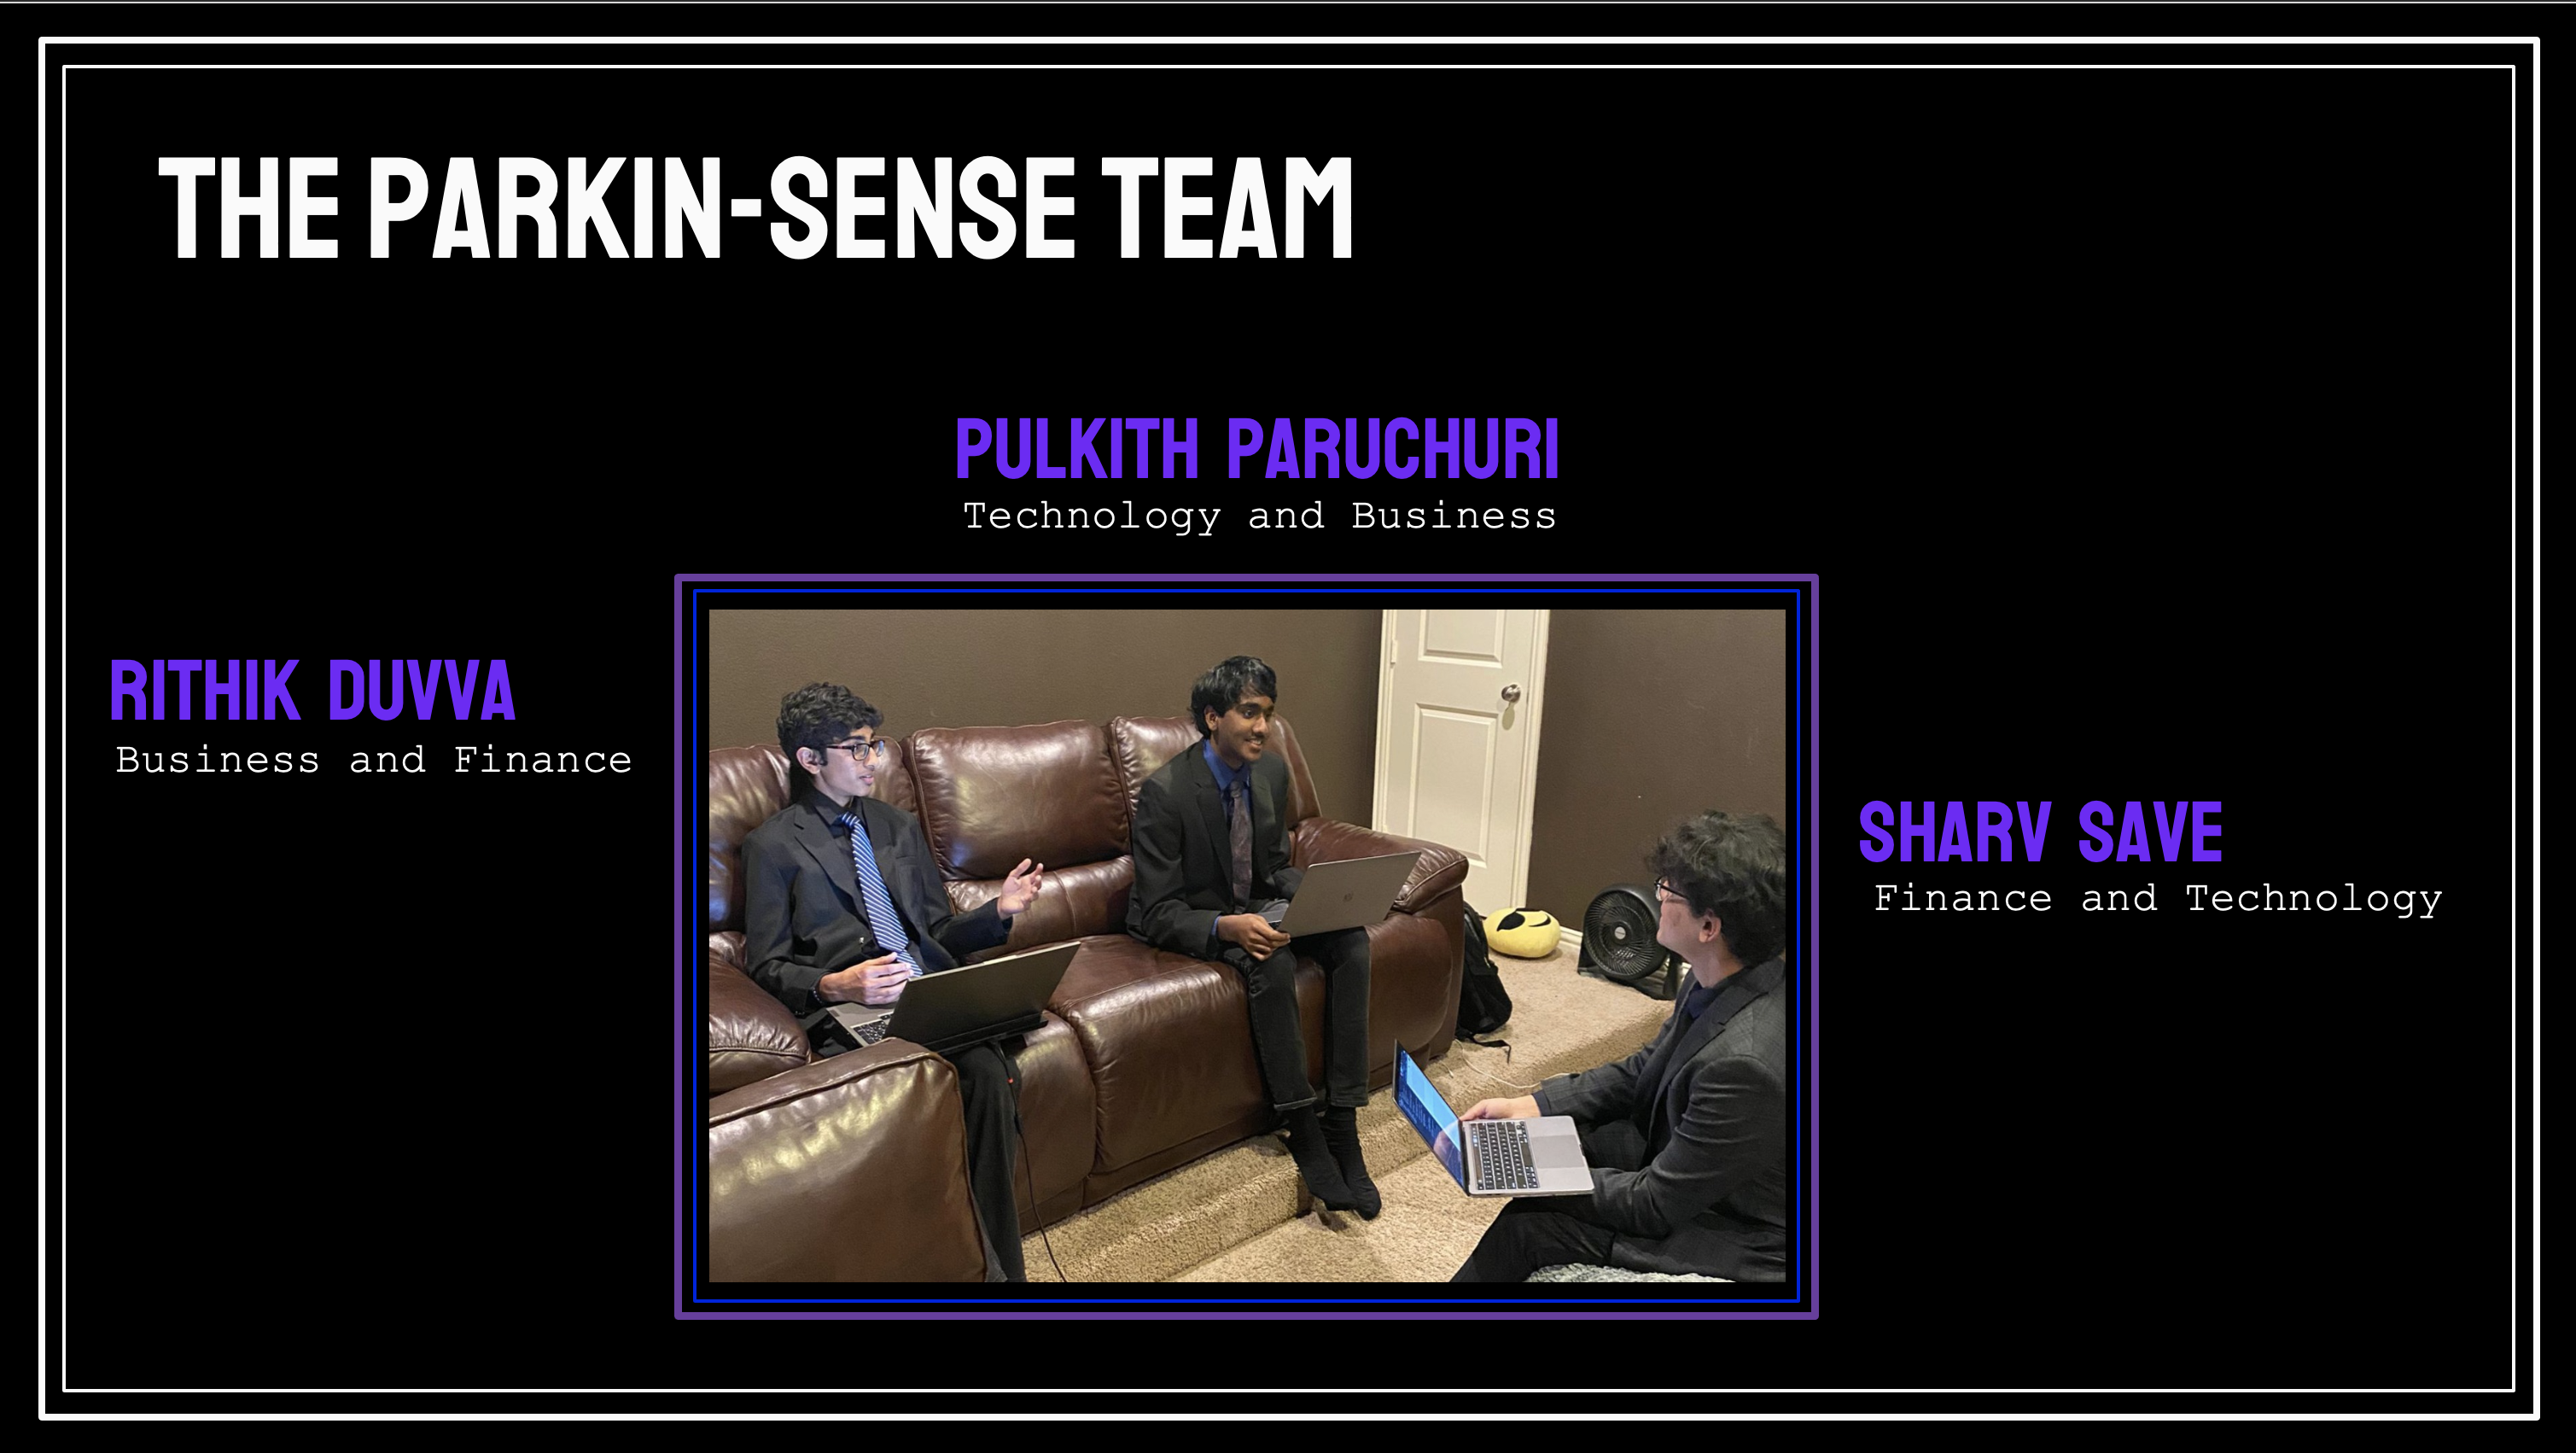 THE PARKIN-SENSE TEAM
PULKITH PARUCHURI
Technology and Business
RITHIK DUVVA
Business and Finance
SHARV SAVE
Finance and Technology